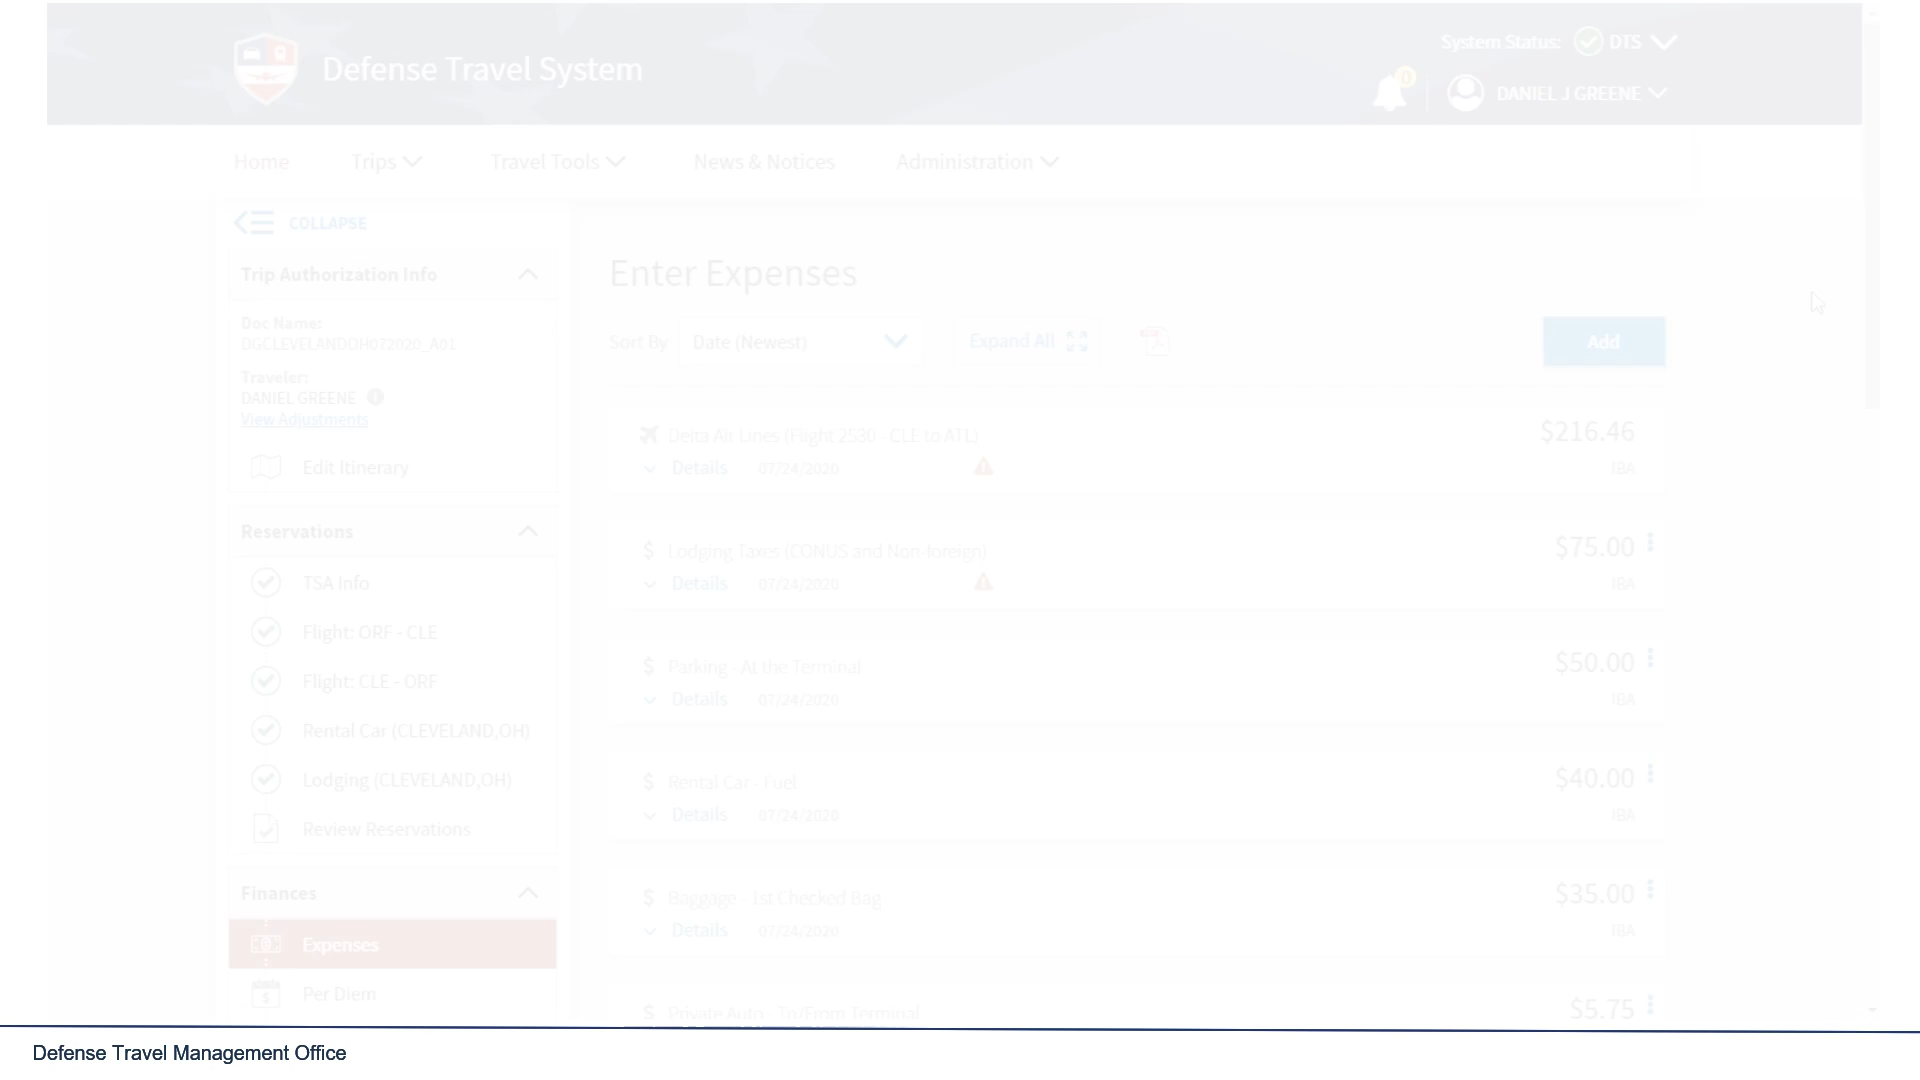 System Status: DTS
Defense Travel System
0
DANIEL J GREENE
Home Trips Travel Tools News & Notices Administration
COLLAPSE
Trip Authorization Info
Doc Name:
DGCLEVELANDOH072020_A01
Traveler:
DANIEL GREENE
View Adjustments
Edit Itinerary
Reservations
TSA Info
Flight: ORF - CLE
Flight: CLE - ORF
Rental Car (CLEVELAND,OH)
Lodging (CLEVELAND,OH)
Review Reservations
Finances
Expenses
Per Diem
Enter Expenses
Sort By Date (Newest) Expand All Add
Delta Air Lines (Flight 2530 - CLE to ATL) $216.46
Details 07/24/2020 IBA
$ Lodging Taxes (CONUS and Non-foreign) $75.00
Details 07/24/2020 IBA
$ Parking - At the Terminal $50.00
Details 07/24/2020 IBA
$ Rental Car - Fuel $40.00
Details 07/24/2020 IBA
$ Baggage - 1st Checked Bag $35.00
Details 07/24/2020 IBA
$ Private Auto - To/From Terminal $5.75
Defense Travel Management Office